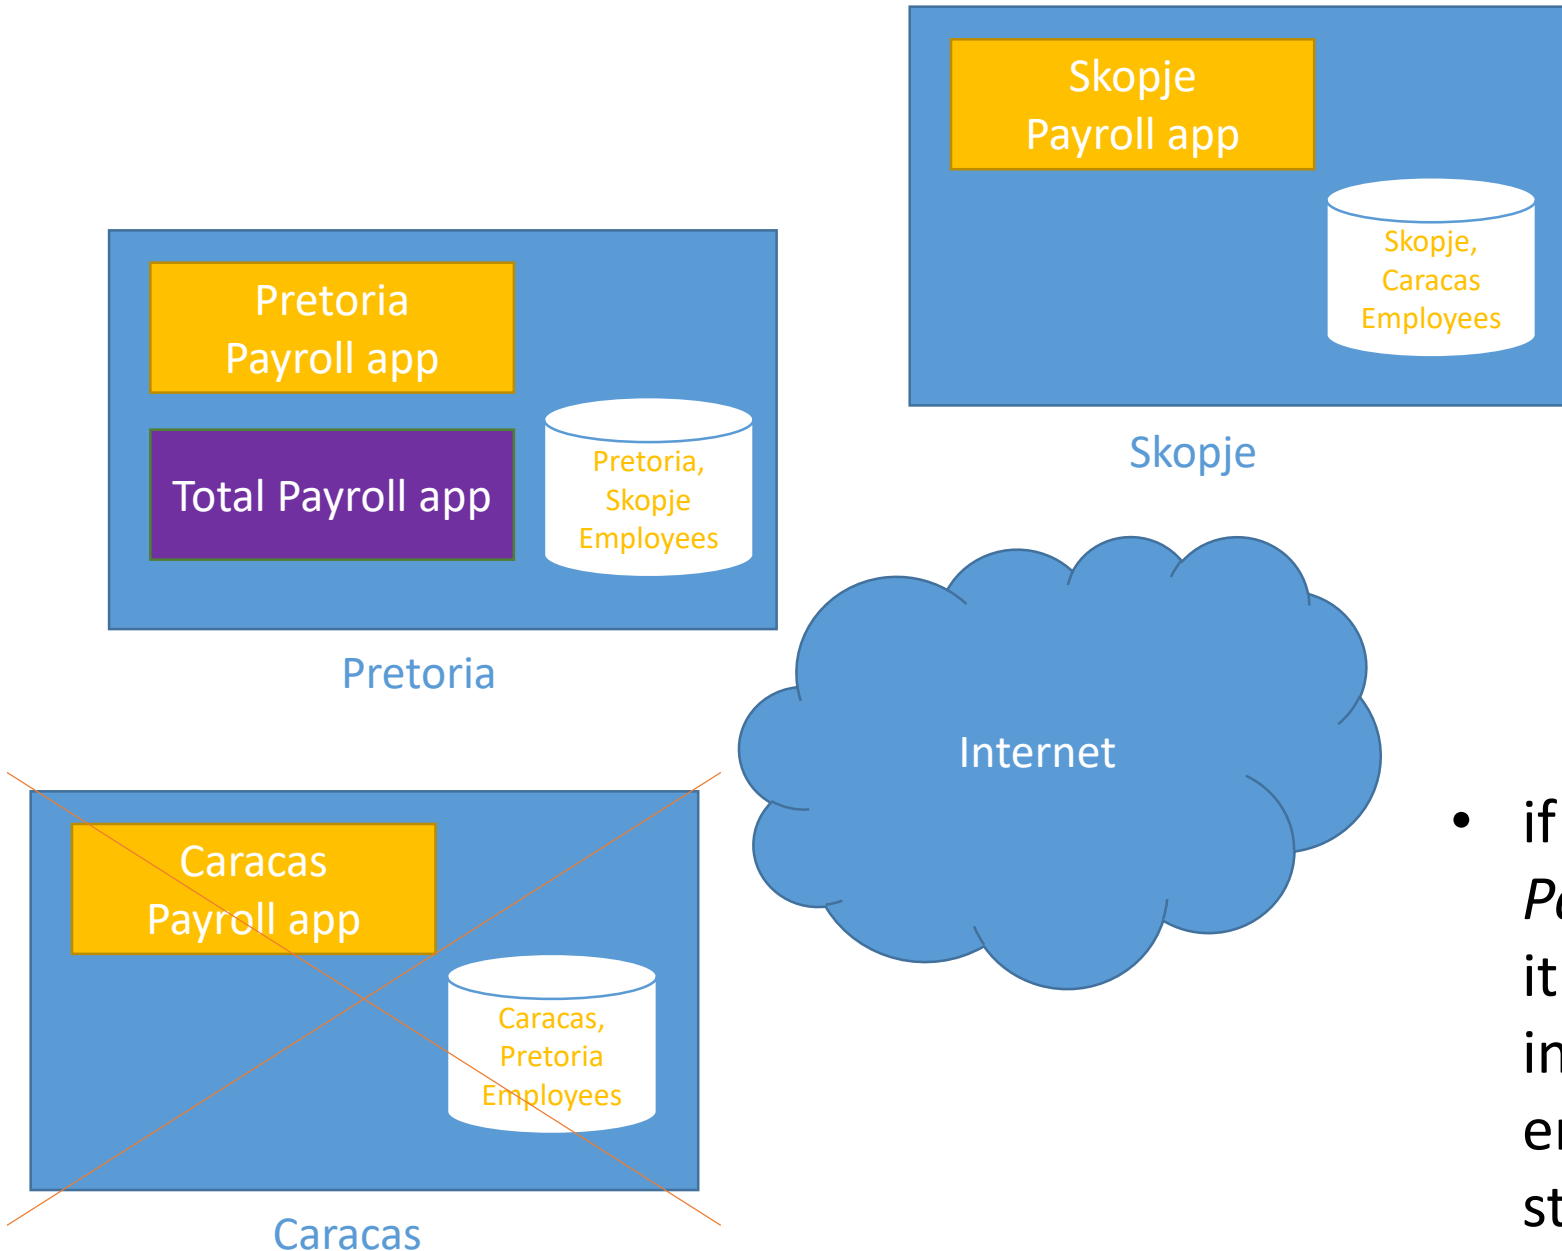 Skopje
Payroll app
Skopje,
Caracas
Employees
Skopje
Pretoria
Payroll app
Total Payroll app
Pretoria,
Skopje
Employees
Pretoria
Internet
Caracas
Payroll app
Caracas,
Pretoria
Employees
Caracas
• if
it